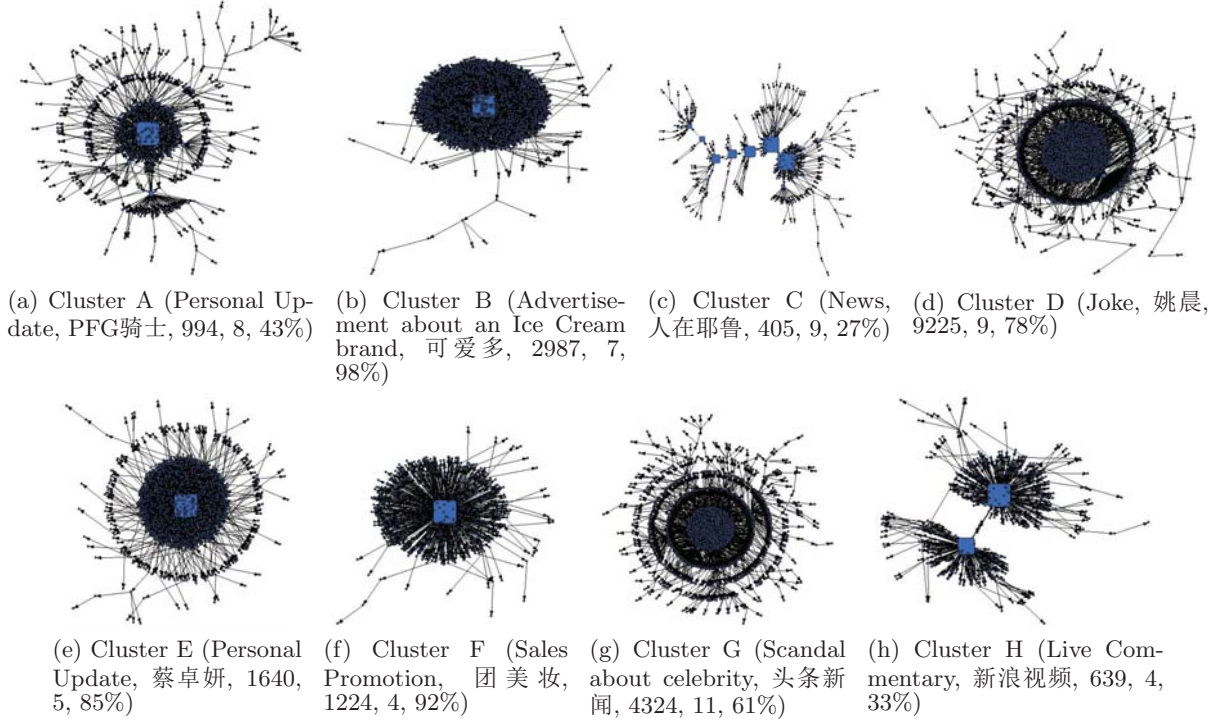 (a) Cluster A (Personal Up-
date, PFG骑士, 994, 8, 43%)
(b) Cluster B (Advertise-
ment about an Ice Cream
brand, 可爱多, 2987, 7,
98%)
(c) Cluster C (News,
人在耶鲁, 405, 9, 27%)
(d) Cluster D (Joke, 姚晨,
9225, 9, 78%)
(e) Cluster E (Personal
Update, 蔡卓妍, 1640,
5, 85%)
(f) Cluster F (Sales
Promotion, 团美妆,
1224, 4, 92%)
(g) Cluster G (Scandal
about celebrity, 头条新
闻, 4324, 11, 61%)
(h) Cluster H (Live Com-
mentary, 新浪视频, 639, 4,
33%)